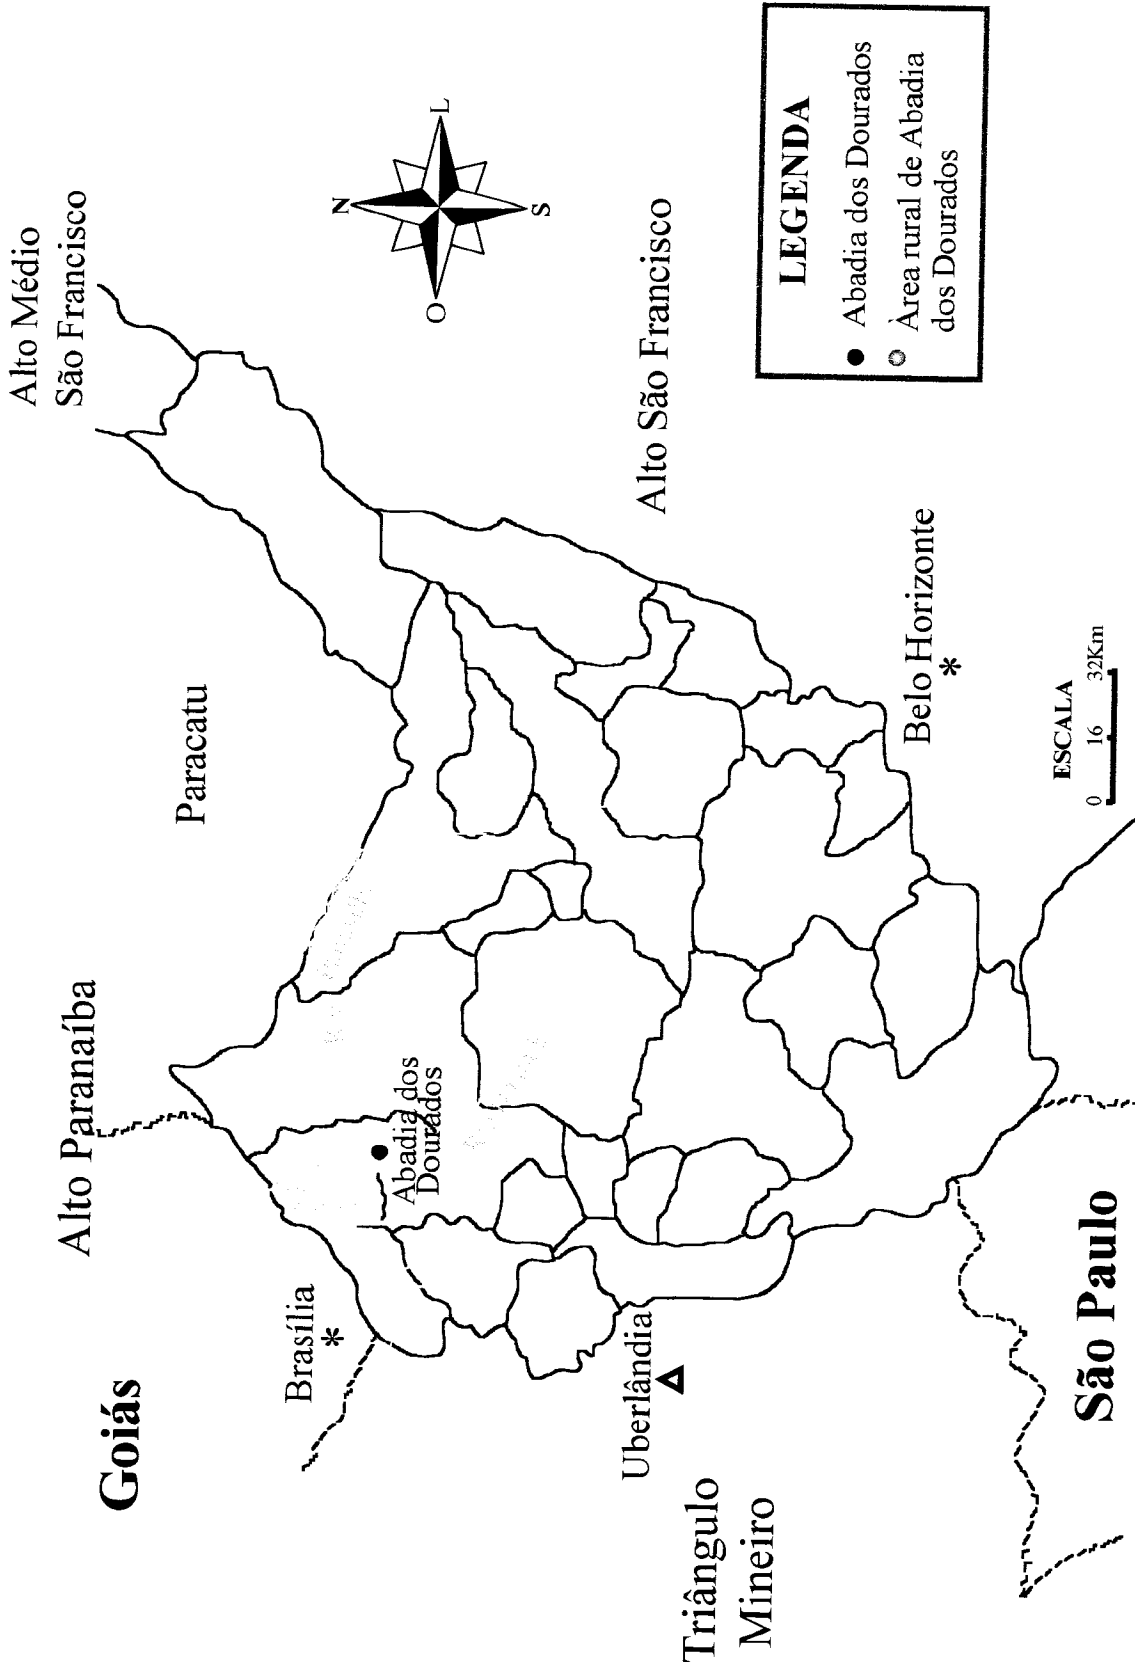 Goiás
Alto Paranaíba
Alto Médio
São Francisco
Brasília
*
Paracatu
N
O
L
S
Abadia dos
Dourados
Alto São Francisco
Uberlândia
Triângulo
Mineiro
Belo Horizonte
*
São Paulo
ESCALA
0 16 32Km
LEGENDA
Abadia dos Dourados
Àrea rural de Abadia
dos Dourados